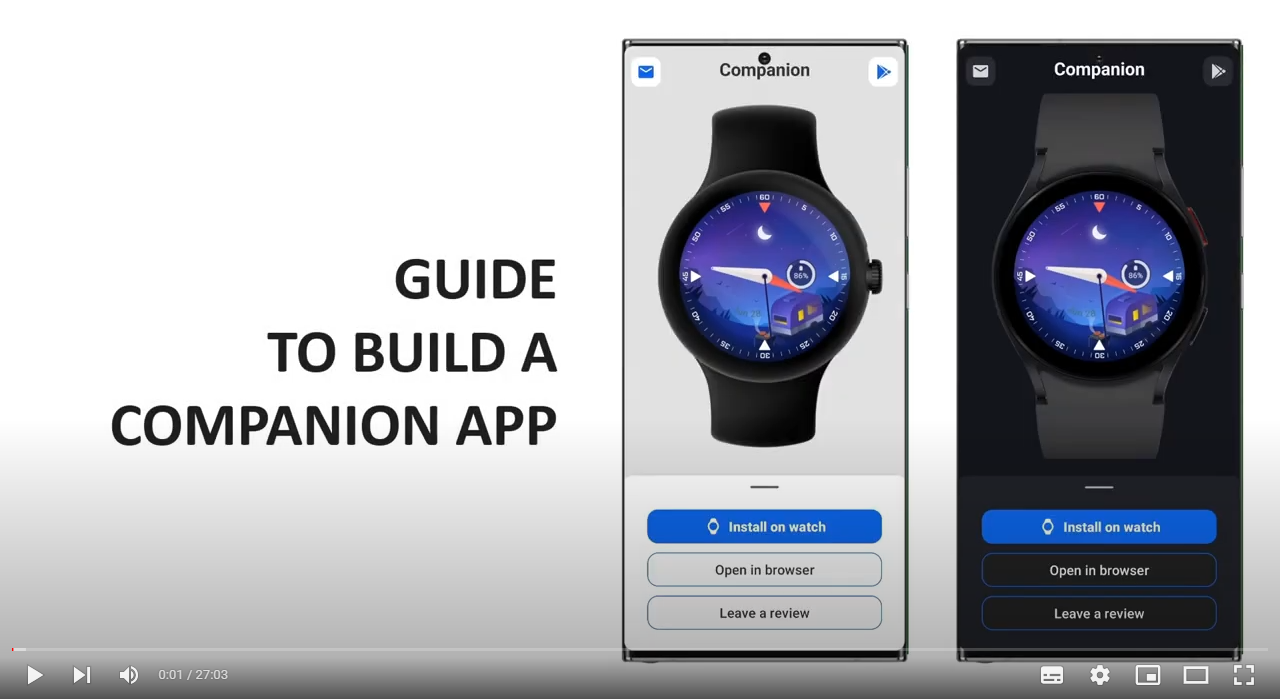 GUIDE
TO BUILD A
COMPANION APP
Companion
60
55
5
50
10
45
15
86%
40
20
35
25
30
Install on watch
Open in browser
Leave a review
Companion
60
55
5
50
10
45
15
86%
40
20
35
25
30
Install on watch
Open in browser
Leave a review
0:01 / 27:03